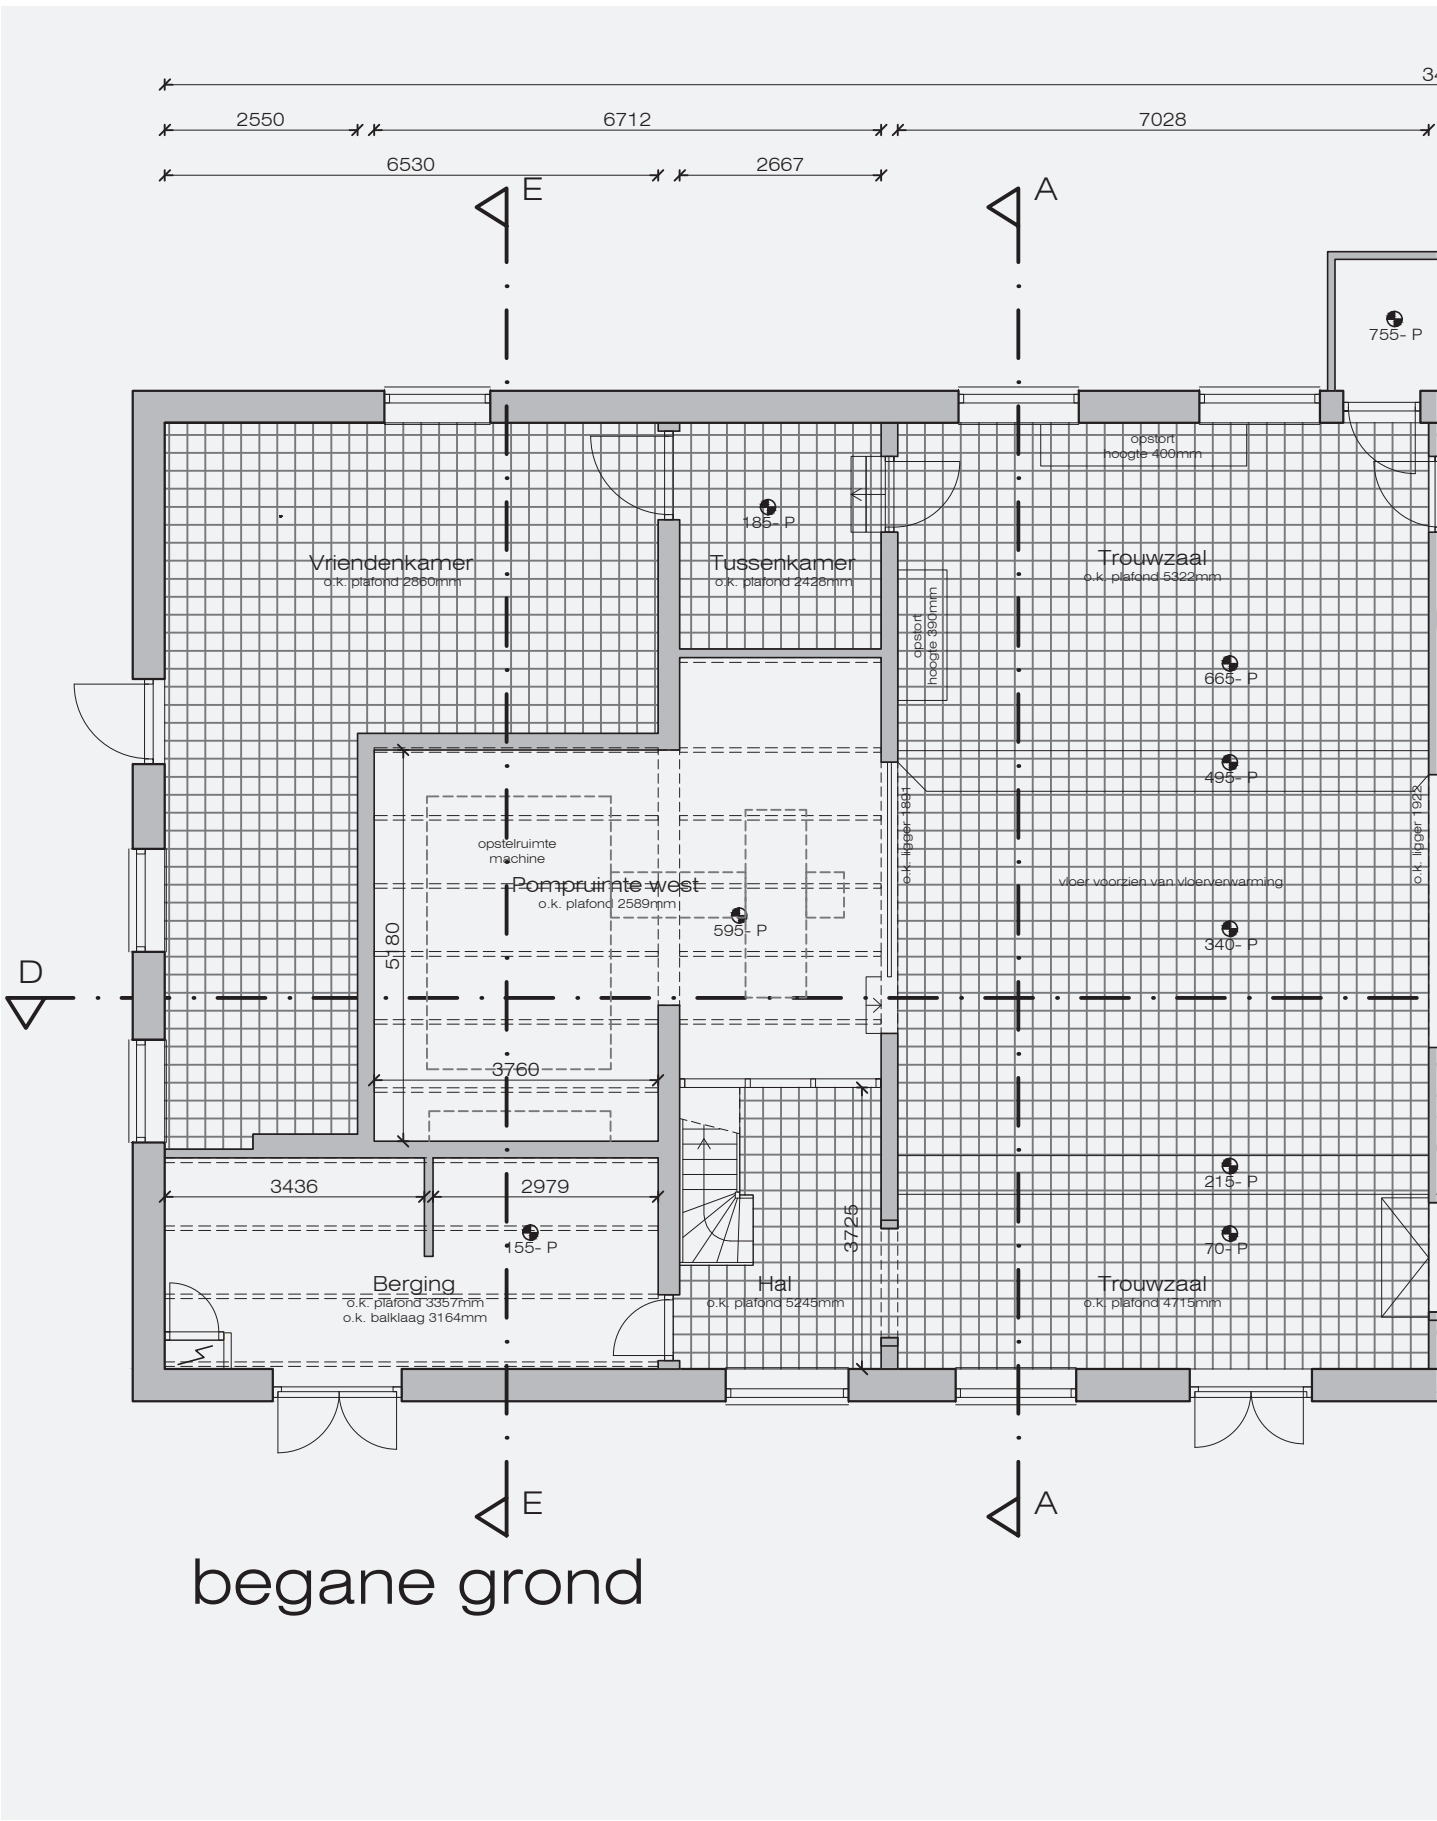 34
2550
6712
7028
6530
2667
E
A
755- P
opstort
hoogte 400mm
185- P
Vriendenkamer
o.k. plafond 2860mm
Tussenkamer
o.k. plafond 2428mm
Trouwzaal
o.k. plafond 5322mm
opstort
hoogte 390mm
665- P
495- P
o.k. ligger 1891
o.k. ligger 1922
opstelruimte
machine
Pompruimte west
o.k. plafond 2589mm
vloer voorzien van vloerverwarming
595- P
340- P
5180
D
3760
3436
2979
215- P
3725
155- P
70- P
Berging
o.k. plafond 3357mm
o.k. balklaag 3164mm
Hal
o.k. plafond 5245mm
Trouwzaal
o.k. plafond 4715mm
E
A
begane grond